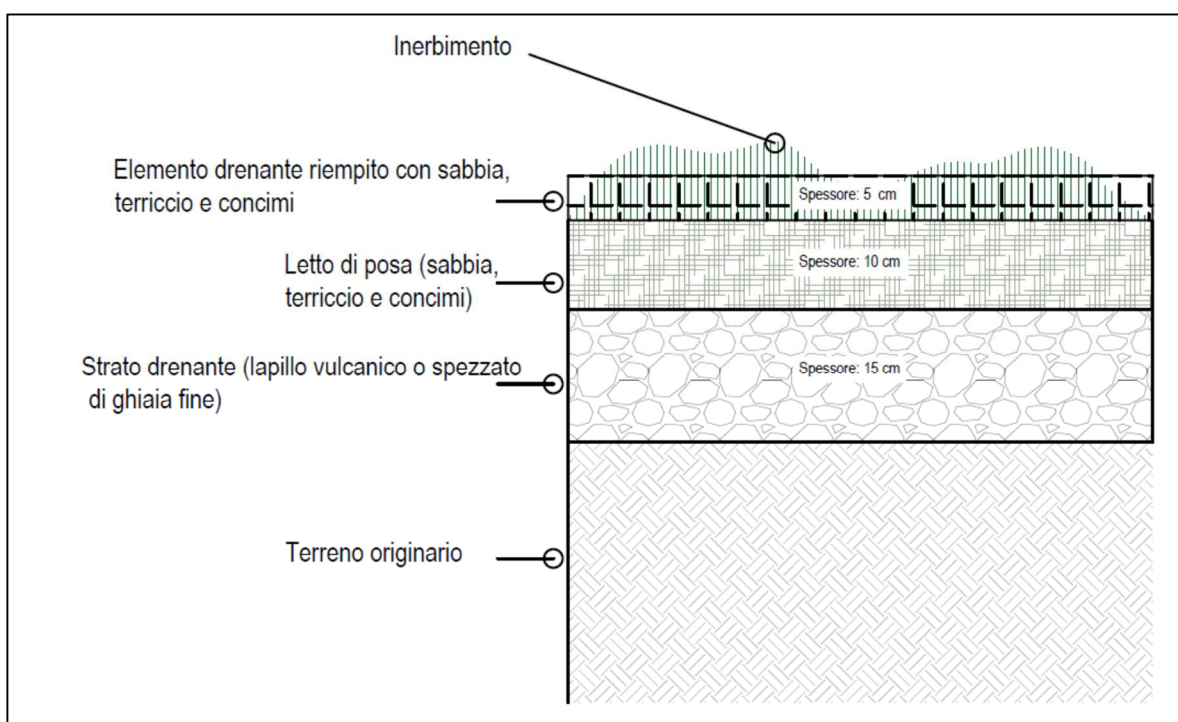 Inerbimento
Elemento drenante riempito con sabbia,
terriccio e concimi
Spessore: 5 cm
Letto di posa (sabbia,
terriccio e concimi)
Spessore: 10 cm
Strato drenante (lapillo vulcanico o spezzato
di ghiaia fine)
Spessore: 15 cm
Terreno originario